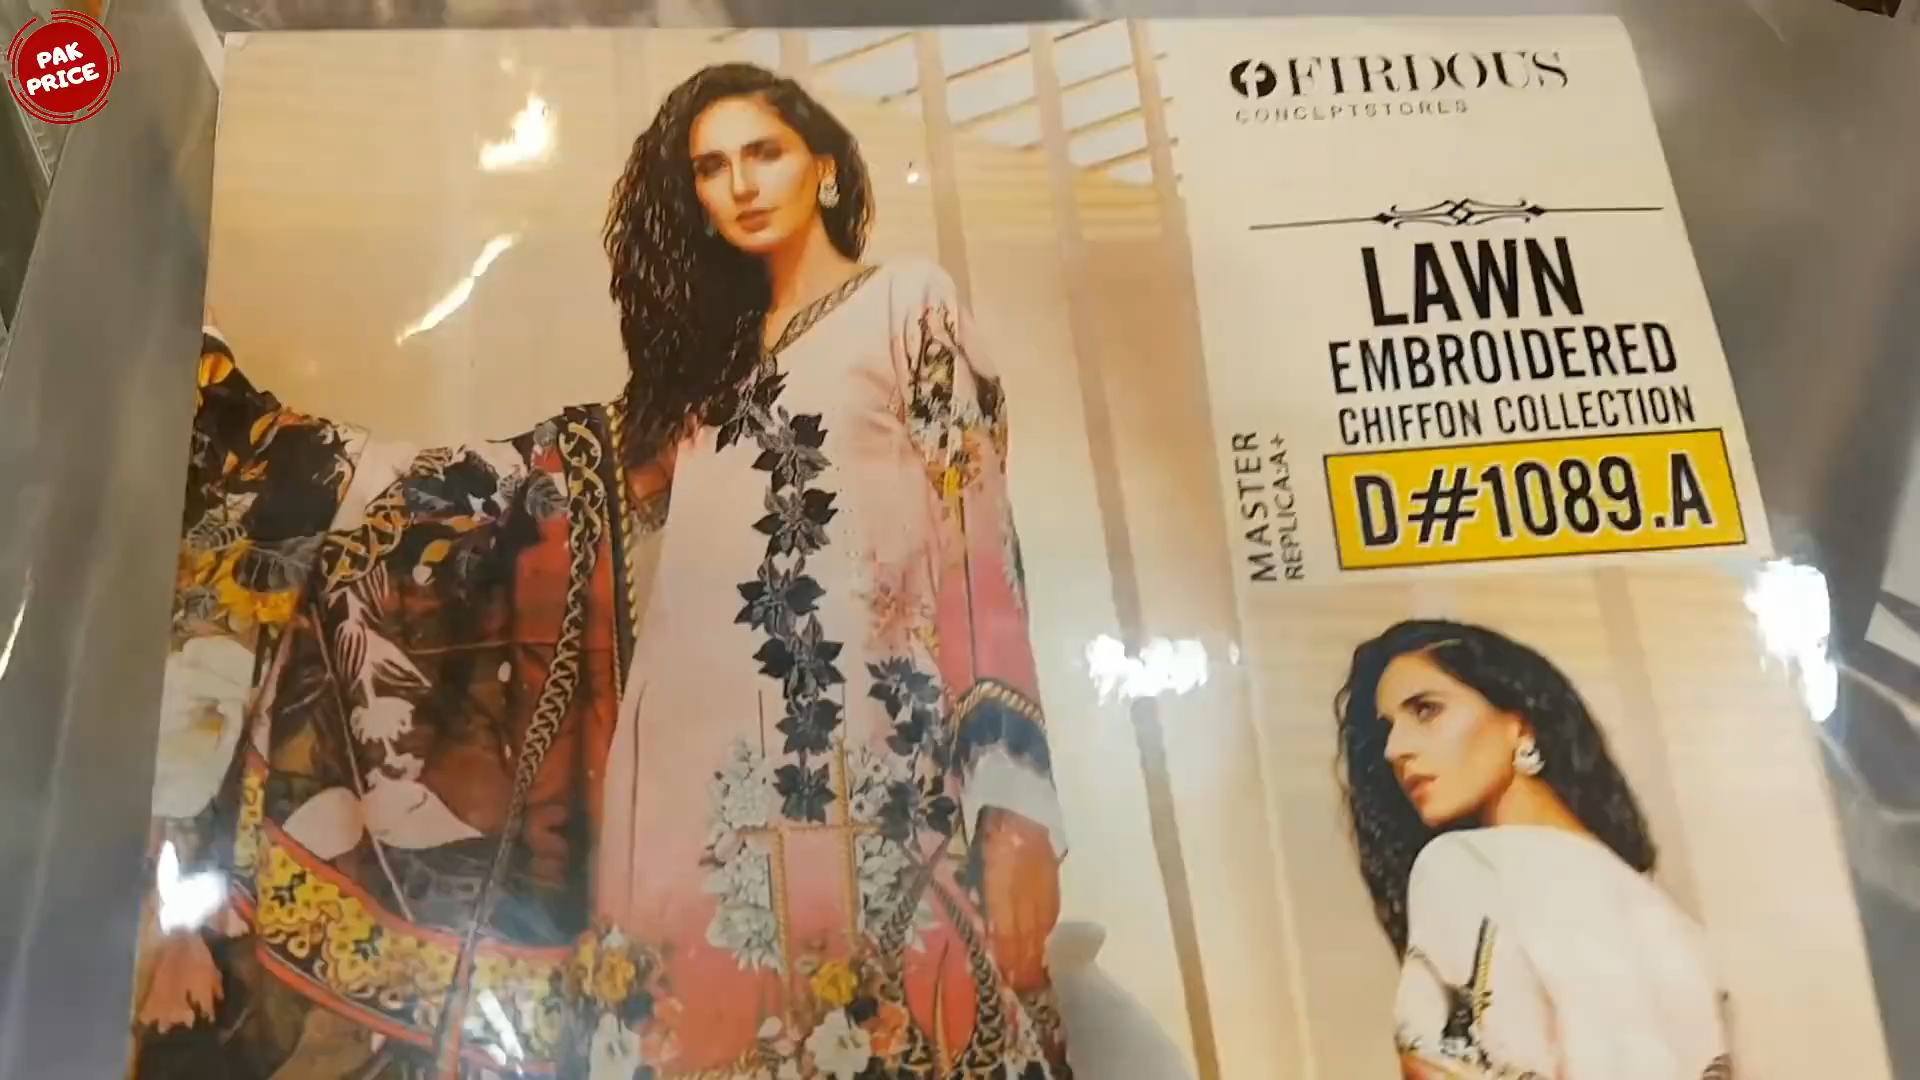 PAK
PRICE
FIRDOUS
CONCEPTSTORES
LAWN
EMBROIDERED
CHIFFON COLLECTION
MASTER
REPLICA:A+
D#1089.A